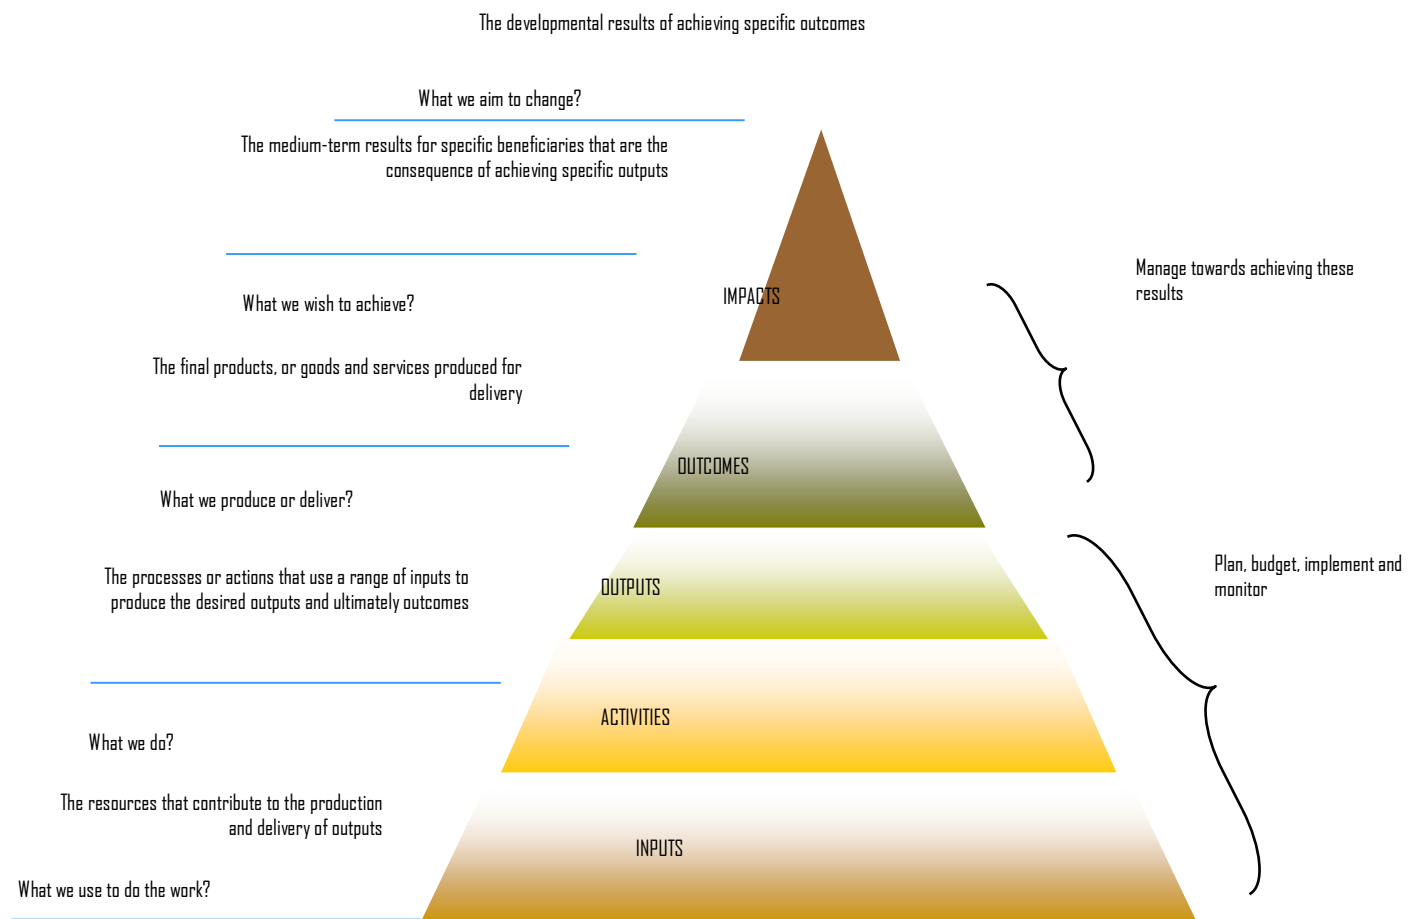 The developmental results of achieving specific outcomes
What we aim to change?
The medium-term results for specific beneficiaries that are the
consequence of achieving specific outputs
Manage towards achieving these
results
IMPACTS
What we wish to achieve?
The final products, or goods and services produced for
delivery
OUTCOMES
What we produce or deliver?
Plan, budget, implement and
monitor
The processes or actions that use a range of inputs to
produce the desired outputs and ultimately outcomes
OUTPUTS
ACTIVITIES
What we do?
The resources that contribute to the production
and delivery of outputs
INPUTS
What we use to do the work?